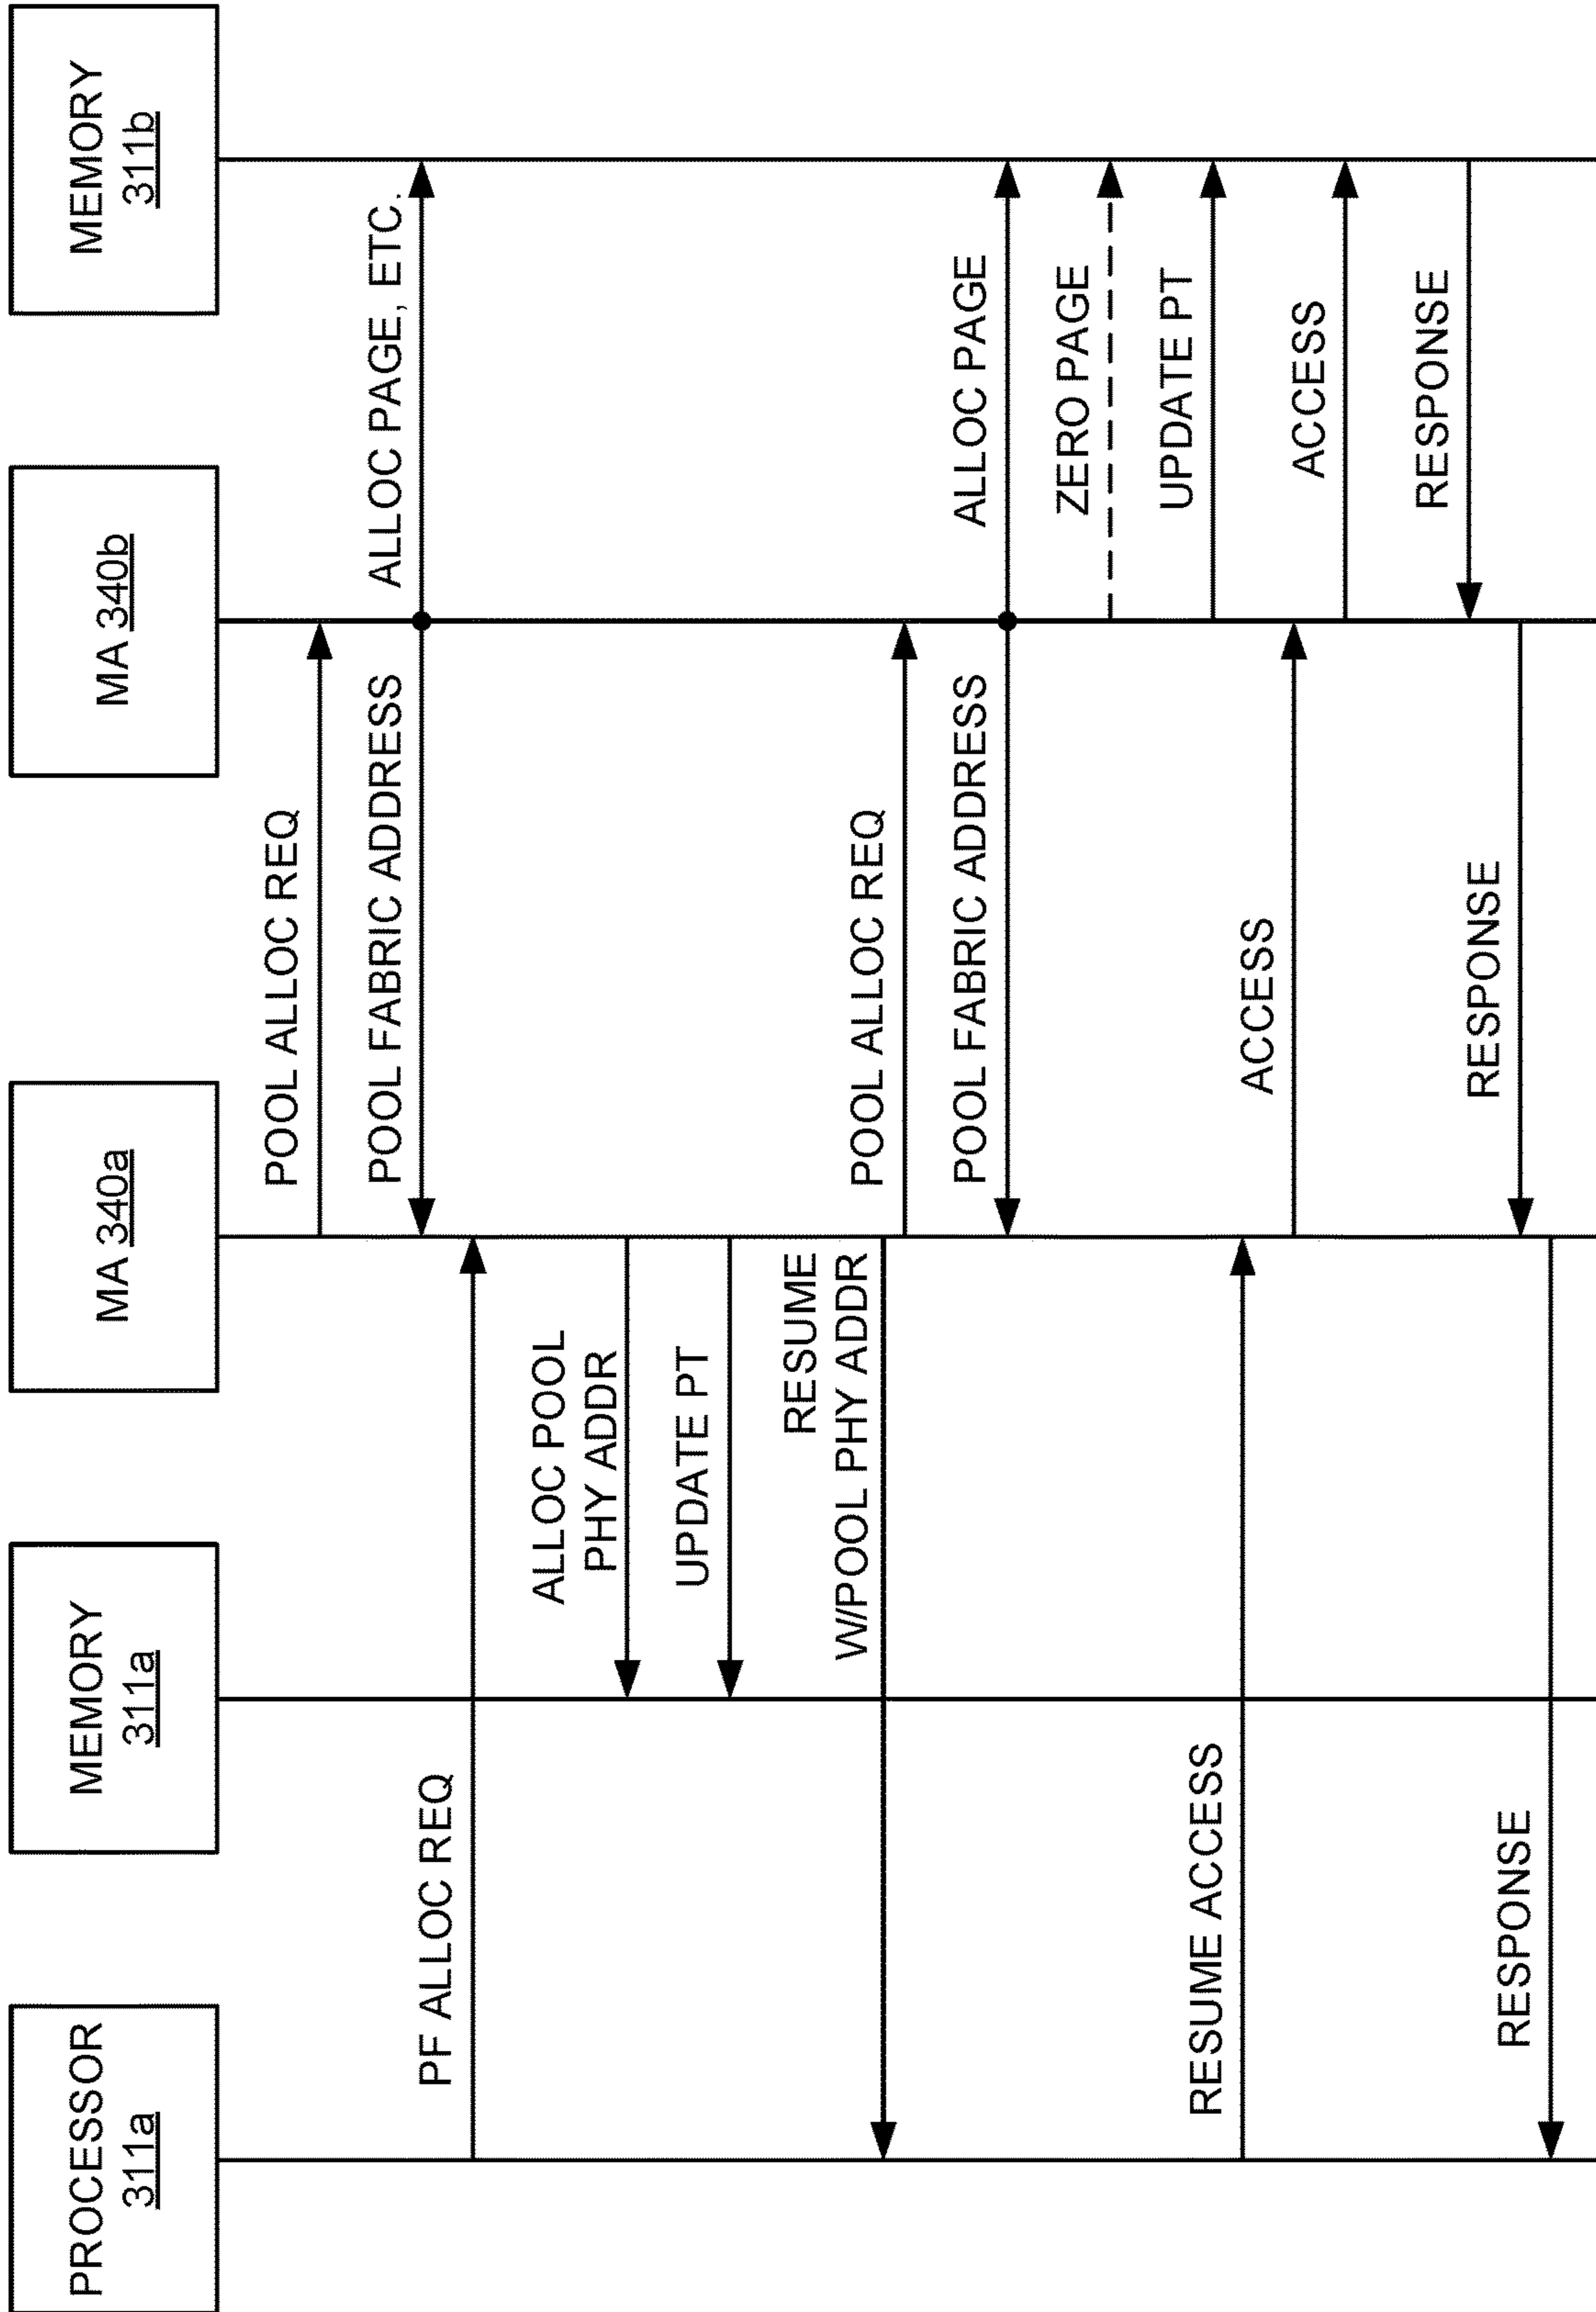 PROCESSOR
311a
MEMORY
311a
MA 340a
MA 340b
MEMORY
311b
POOL ALLOC REQ
POOL FABRIC ADDRESS
ALLOC PAGE, ETC.
PF ALLOC REQ
ALLOC POOL
PHY ADDR
UPDATE PT
RESUME
W/POOL PHY ADDR
POOL ALLOC REQ
POOL FABRIC ADDRESS
ALLOC PAGE
ZERO PAGE
UPDATE PT
RESUME ACCESS
ACCESS
ACCESS
RESPONSE
RESPONSE
RESPONSE